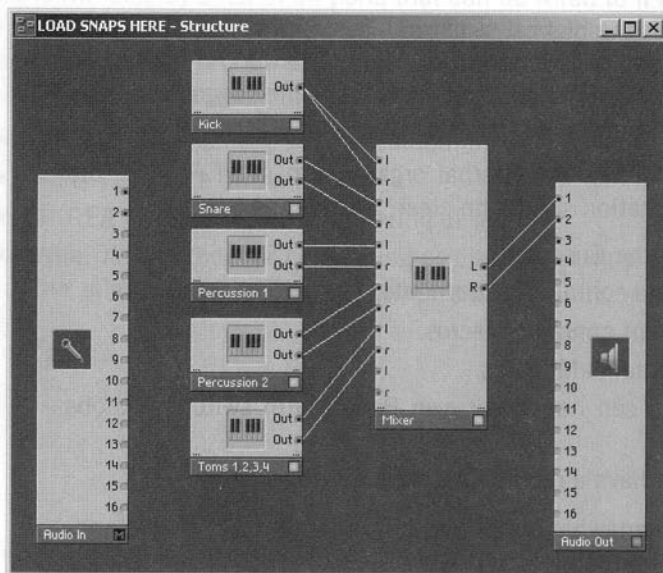 LOAD SNAPS HERE - Structure
1
2
3
4
5
6
7
8
9
10
11
12
13
14
15
16
Audio In M
Out
Kick
Out
Out
Snare
Out
Out
Percussion 1
Out
Out
Percussion 2
Out
Out
Toms 1,2,3,4
l
r
l
r
l
r
l
r
l
r
l
r
L
R
Mixer
1
2
3
4
5
6
7
8
9
10
11
12
13
14
15
16
Audio Out